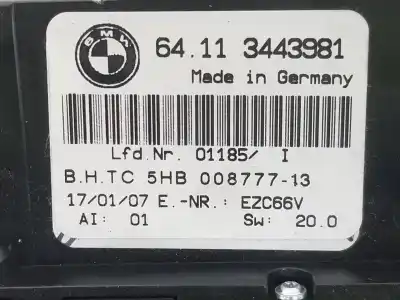 BMW
64.11 3443981
Made in Germany
Lfd.Nr. 01185/ I
B.H.TC 5HB 008777-13
17/01/07 E.-NR.: EZC66V
AI: 01 Sw: 20.0